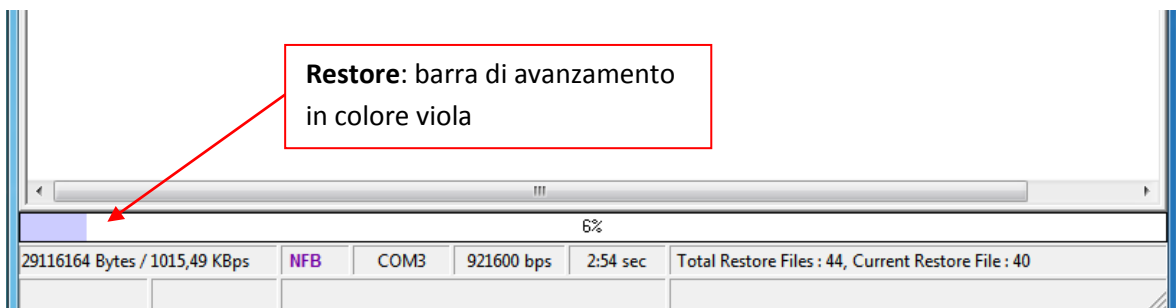 Restore: barra di avanzamento
in colore viola
6%
29116164 Bytes / 1015,49 KBps NFB COM3 921600 bps 2:54 sec Total Restore Files : 44, Current Restore File : 40